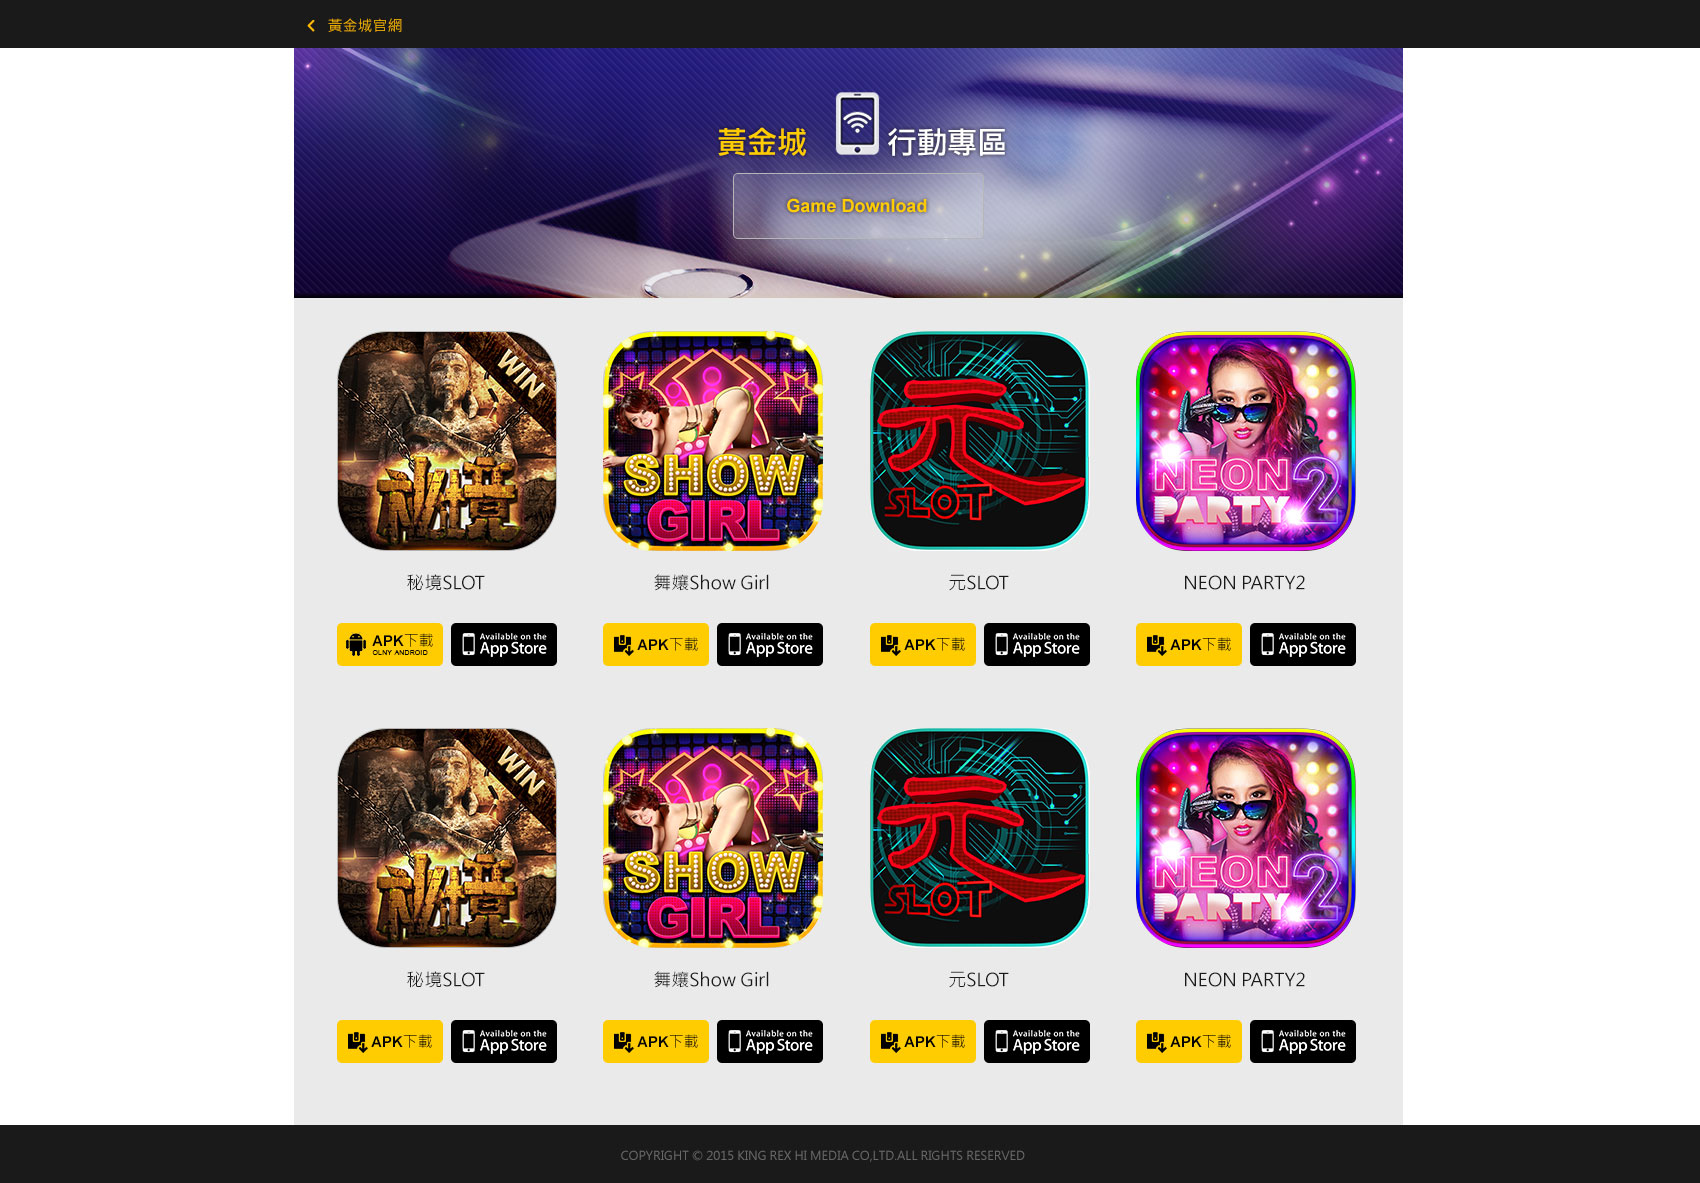 黃金城官網
黃金城 行動專區
Game Download
WIN
秘境
SHOW
GIRL
元
SLOT
NEON
PARTY 2
秘境SLOT
舞孃Show Girl
元SLOT
NEON PARTY2
APK下載
OLNY ANDROID
Available on the
App Store
APK下載
Available on the
App Store
APK下載
Available on the
App Store
APK下載
Available on the
App Store
WIN
秘境
SHOW
GIRL
元
SLOT
NEON
PARTY 2
秘境SLOT
舞孃Show Girl
元SLOT
NEON PARTY2
APK下載
Available on the
App Store
APK下載
Available on the
App Store
APK下載
Available on the
App Store
APK下載
Available on the
App Store
COPYRIGHT © 2015 KING REX HI MEDIA CO,LTD.ALL RIGHTS RESERVED